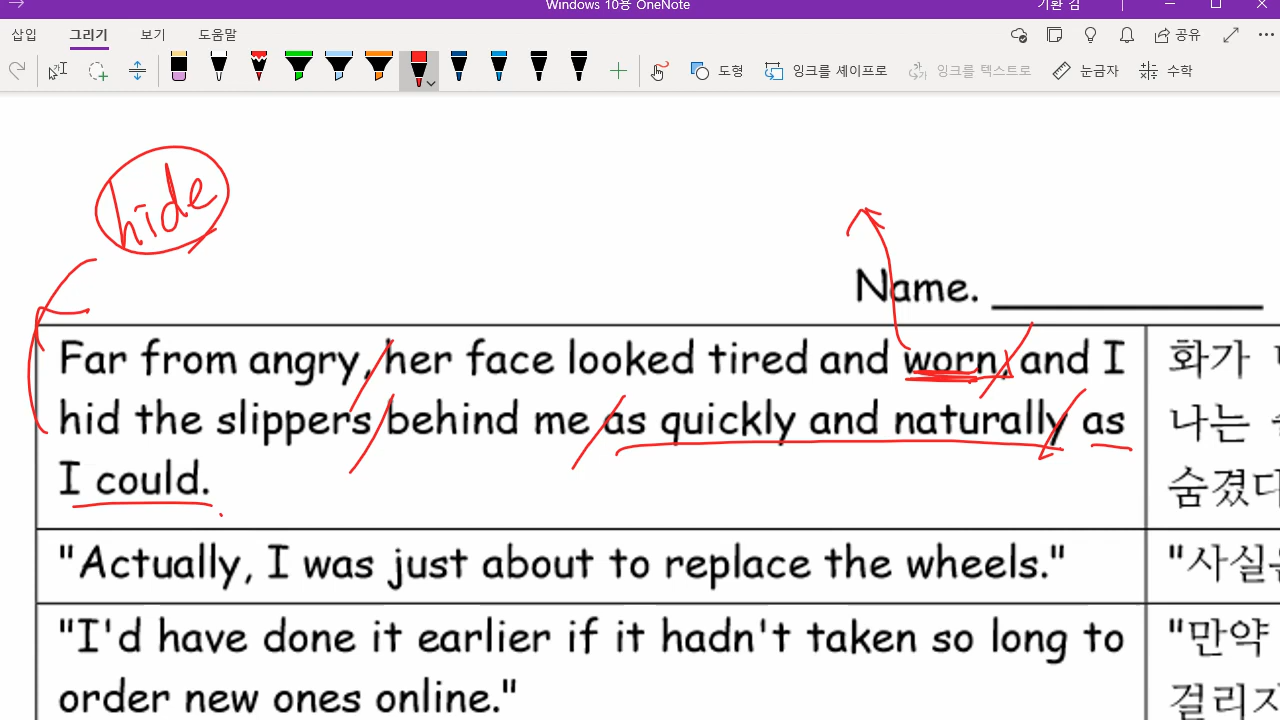 Windows 10용 OneNote
기환 김
삽입 그리기 보기 도움말
공유
도형 잉크를 셰이프로 잉크를 텍스트로 눈금자 수학
hide
Name.
Far from angry, her face looked tired and worn, and I
hid the slippers behind me as quickly and naturally as
I could.
화가
나는
숨겼다
"Actually, I was just about to replace the wheels."
"사실은
"I'd have done it earlier if it hadn't taken so long to
order new ones online."
"만약
걸리지